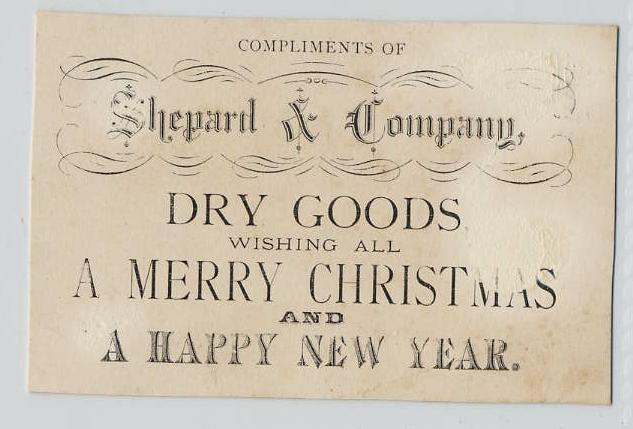 COMPLIMENTS OF
Shepard & Company,
DRY GOODS
WISHING ALL
A MERRY CHRISTMAS
AND
A HAPPY NEW YEAR.